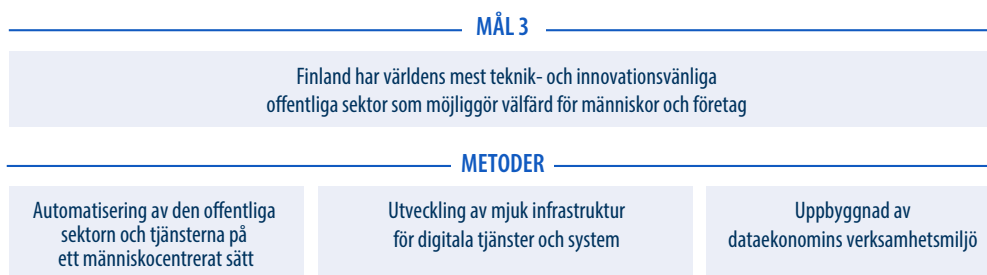 MÅL 3
Finland har världens mest teknik- och innovationsvänliga
offentliga sektor som möjliggör välfärd för människor och företag
METODER
Automatisering av den offentliga
sektorn och tjänsterna på
ett människocentrerat sätt
Utveckling av mjuk infrastruktur
för digitala tjänster och system
Uppbyggnad av
dataekonomins verksamhetsmiljö